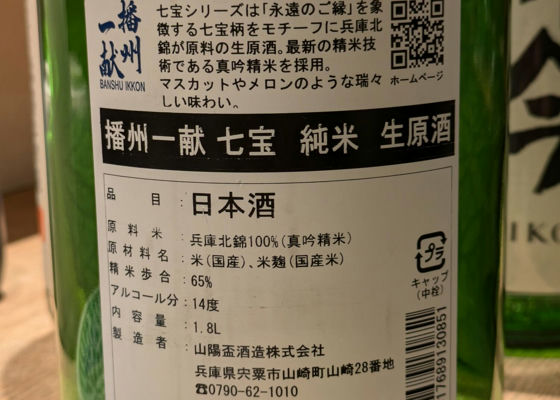 播州一献
BANSHU IKKON
七宝シリーズは「永遠のご縁」を象
徴する七宝柄をモチーフに兵庫北
錦が原料の生原酒。最新の精米技
術である真吟精米を採用。
マスカットやメロンのような瑞々
しい味わい。
ホームページ
播州一献 七宝 純米 生原酒
品目:日本酒
原料米:兵庫北錦100%(真吟精米)
原材料名:米(国産)、米麹(国産米)
精米歩合:65%
アルコール分:14度
内容量:1.8L
製造者:山陽盃酒造株式会社
兵庫県宍粟市山崎町山崎28番地
☎0790-62-1010
プラ
キャップ
(中栓)
17689130851